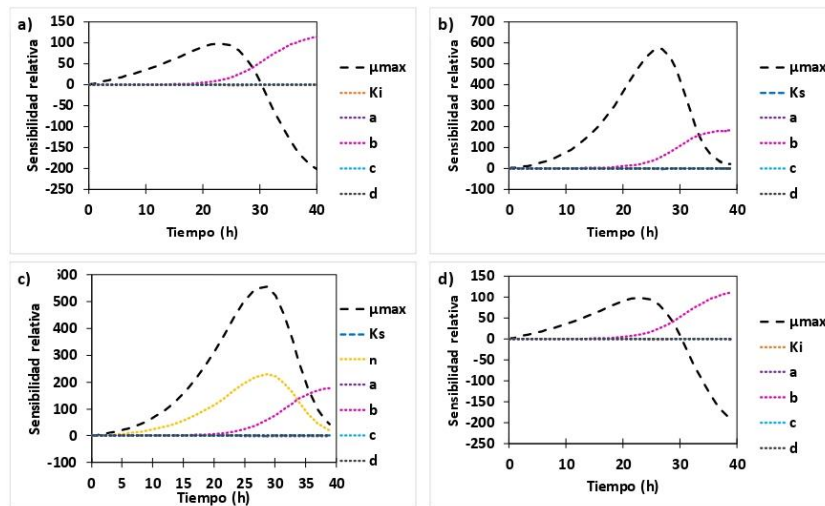 a)
Sensibilidad relativa
150
100
50
0
-50
-100
-150
-200
-250
0 10 20 30 40
Tiempo (h)
µmax
Ki
a
b
c
d
b)
Sensibilidad relativa
700
600
500
400
300
200
100
0
-100
0 10 20 30 40
Tiempo (h)
µmax
Ks
a
b
c
d
c)
Sensibilidad relativa
600
500
400
300
200
100
0
-100
0 5 10 15 20 25 30 35 40
Tiempo (h)
µmax
Ks
n
a
b
c
d
d)
Sensibilidad relativa
150
100
50
0
-50
-100
-150
-200
-250
0 10 20 30 40
Tiempo (h)
µmax
Ki
a
b
c
d